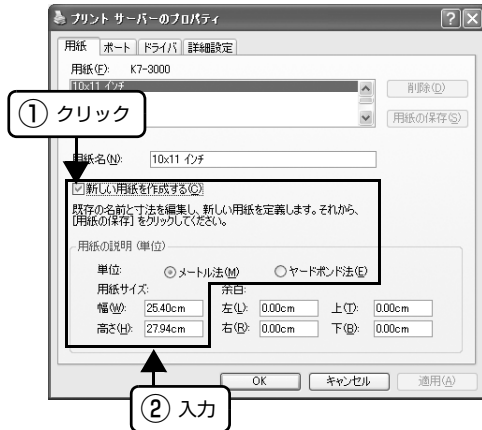 プリント サーバーのプロパティ
用紙 ポート ドライバ 詳細設定
用紙(F): K7-3000
10x11 インチ
削除(D)
① クリック
用紙の保存(S)
用紙名(N): 10x11 インチ
新しい用紙を作成する(C)
既存の名前と寸法を編集し、新しい用紙を定義します。それから、
[用紙の保存] をクリックしてください。
用紙の説明 (単位)
単位: メートル法(M) ヤードポンド法(E)
用紙サイズ: 余白:
幅(W): 25.40cm 左(L): 0.00cm 上(T): 0.00cm
高さ(H): 27.94cm 右(R): 0.00cm 下(B): 0.00cm
OK キャンセル 適用(A)
② 入力